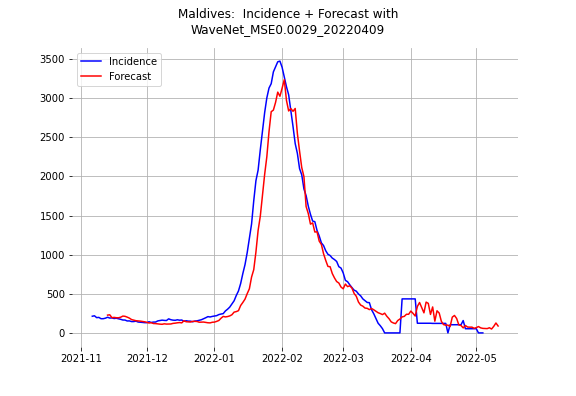 Maldives:  Incidence + Forecast with
WaveNet_MSE0.0029_20220409
Incidence
Forecast
3500
3000
2500
2000
1500
1000
500
0
2021-11 2021-12 2022-01 2022-02 2022-03 2022-04 2022-05